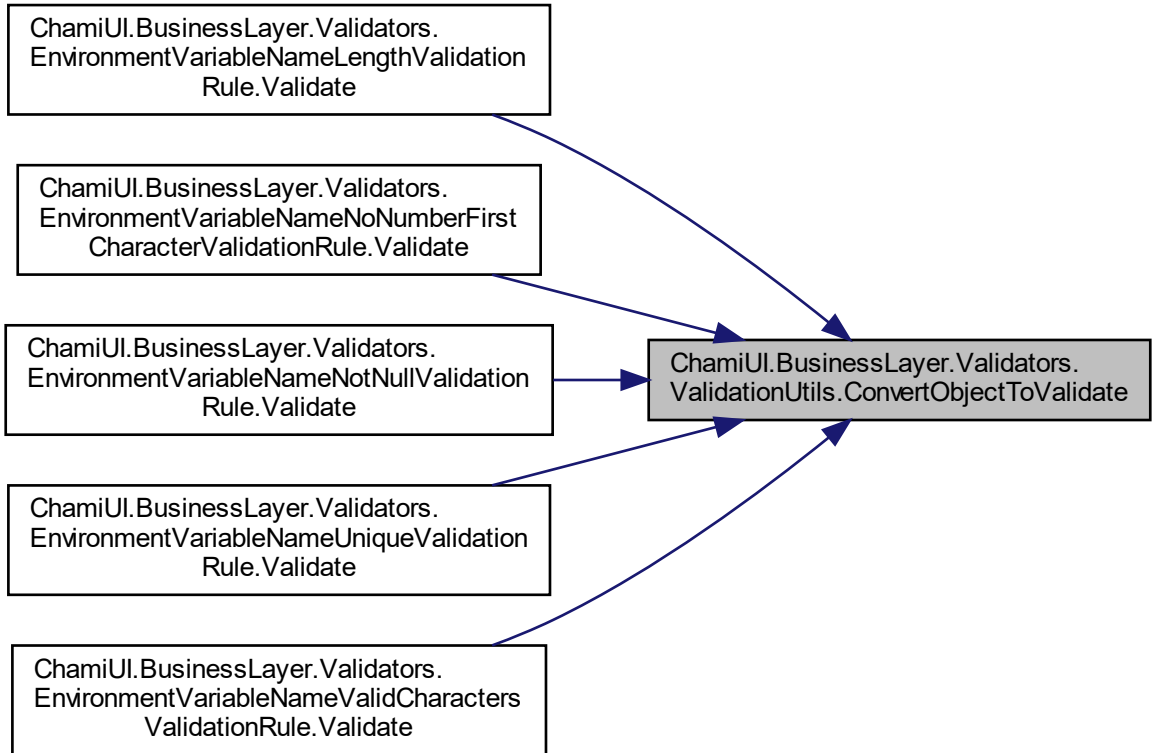 ChamiUI.BusinessLayer.Validators.
EnvironmentVariableNameLengthValidation
Rule.Validate
ChamiUI.BusinessLayer.Validators.
EnvironmentVariableNameNoNumberFirst
CharacterValidationRule.Validate
ChamiUI.BusinessLayer.Validators.
EnvironmentVariableNameNotNullValidation
Rule.Validate
ChamiUI.BusinessLayer.Validators.
ValidationUtils.ConvertObjectToValidate
ChamiUI.BusinessLayer.Validators.
EnvironmentVariableNameUniqueValidation
Rule.Validate
ChamiUI.BusinessLayer.Validators.
EnvironmentVariableNameValidCharacters
ValidationRule.Validate